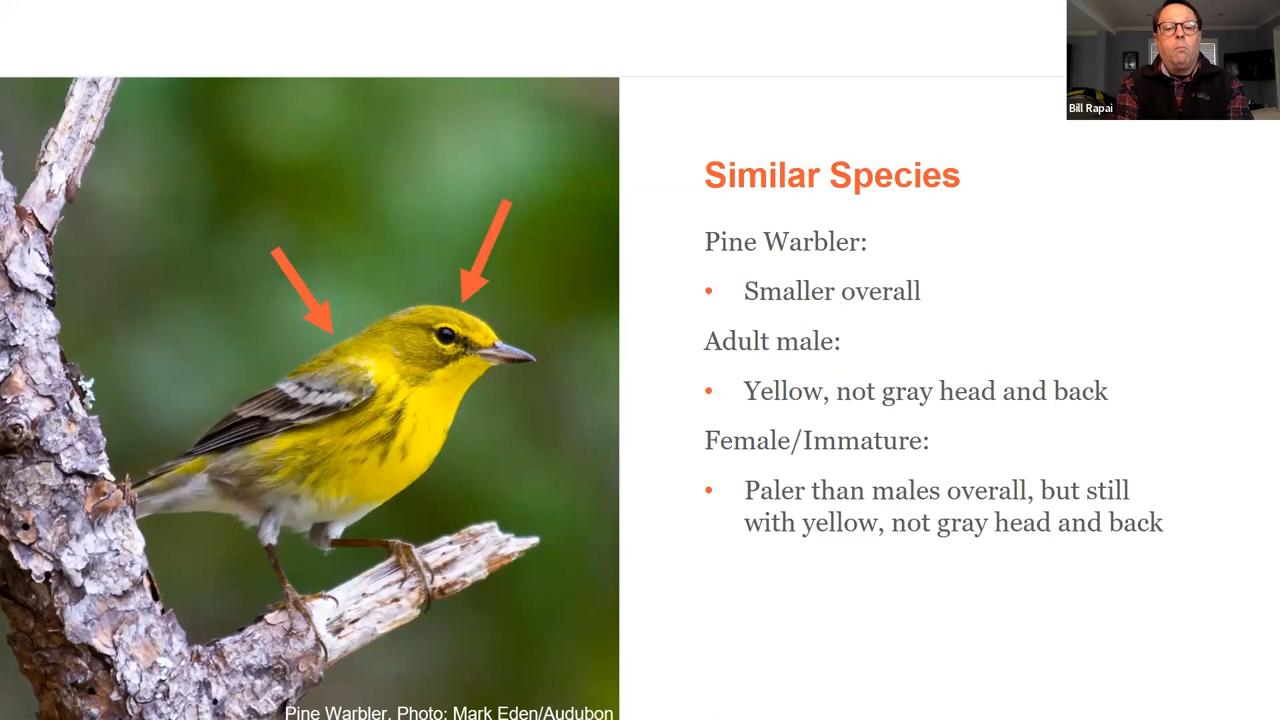 Bill Rapai
Similar Species
Pine Warbler:
• Smaller overall
Adult male:
• Yellow, not gray head and back
Female/Immature:
• Paler than males overall, but still
with yellow, not gray head and back
Pine Warbler. Photo: Mark Eden/Audubon